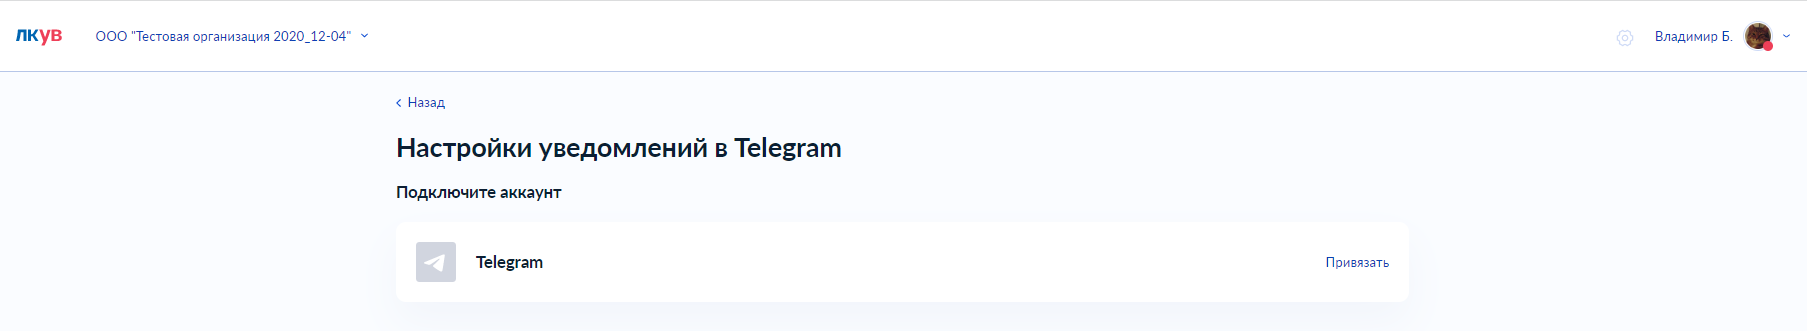 ЛКУВ
ООО "Тестовая организация 2020_12-04"
Владимир Б.
Назад
Настройки уведомлений в Telegram
Подключите аккаунт
Telegram
Привязать